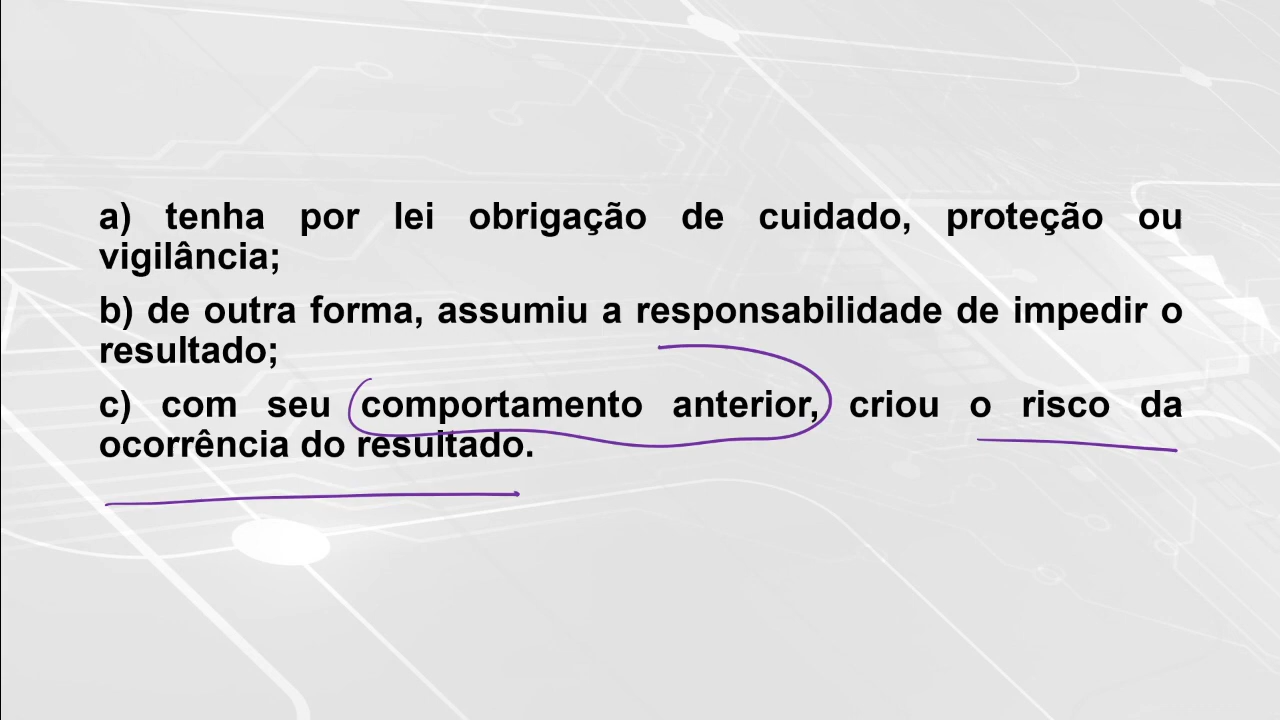 a) tenha por lei obrigação de cuidado, proteção ou
vigilância;
b) de outra forma, assumiu a responsabilidade de impedir o
resultado;
c) com seu comportamento anterior, criou o risco da
ocorrência do resultado.